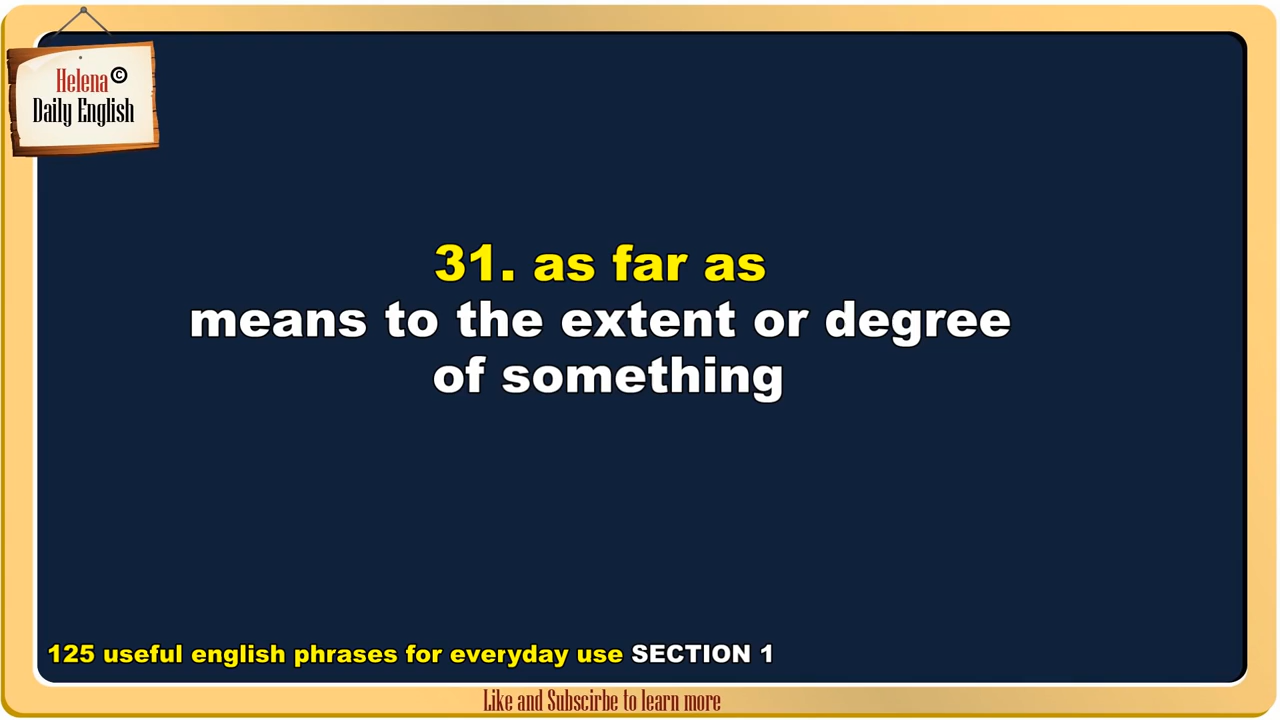 Helena ©
Daily English
31. as far as
means to the extent or degree
of something
125 useful english phrases for everyday use SECTION 1
Like and Subscirbe to learn more